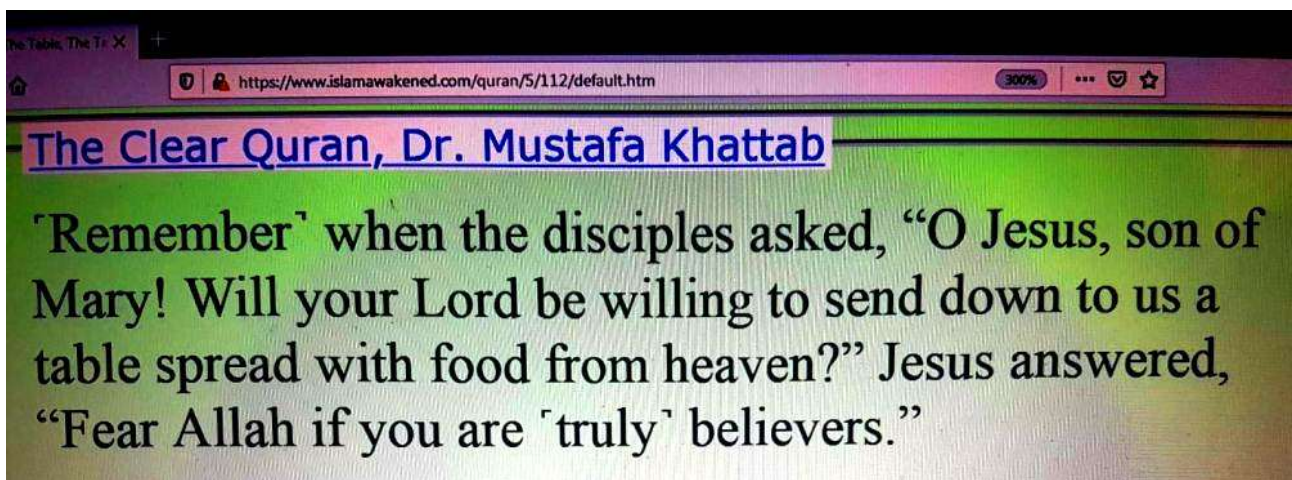 The Table, The Ta
https://www.islamawakened.com/quran/5/112/default.htm
300%
The Clear Quran, Dr. Mustafa Khattab
˹Remember˺ when the disciples asked, “O Jesus, son of
Mary! Will your Lord be willing to send down to us a
table spread with food from heaven?” Jesus answered,
“Fear Allah if you are ˹truly˺ believers.”